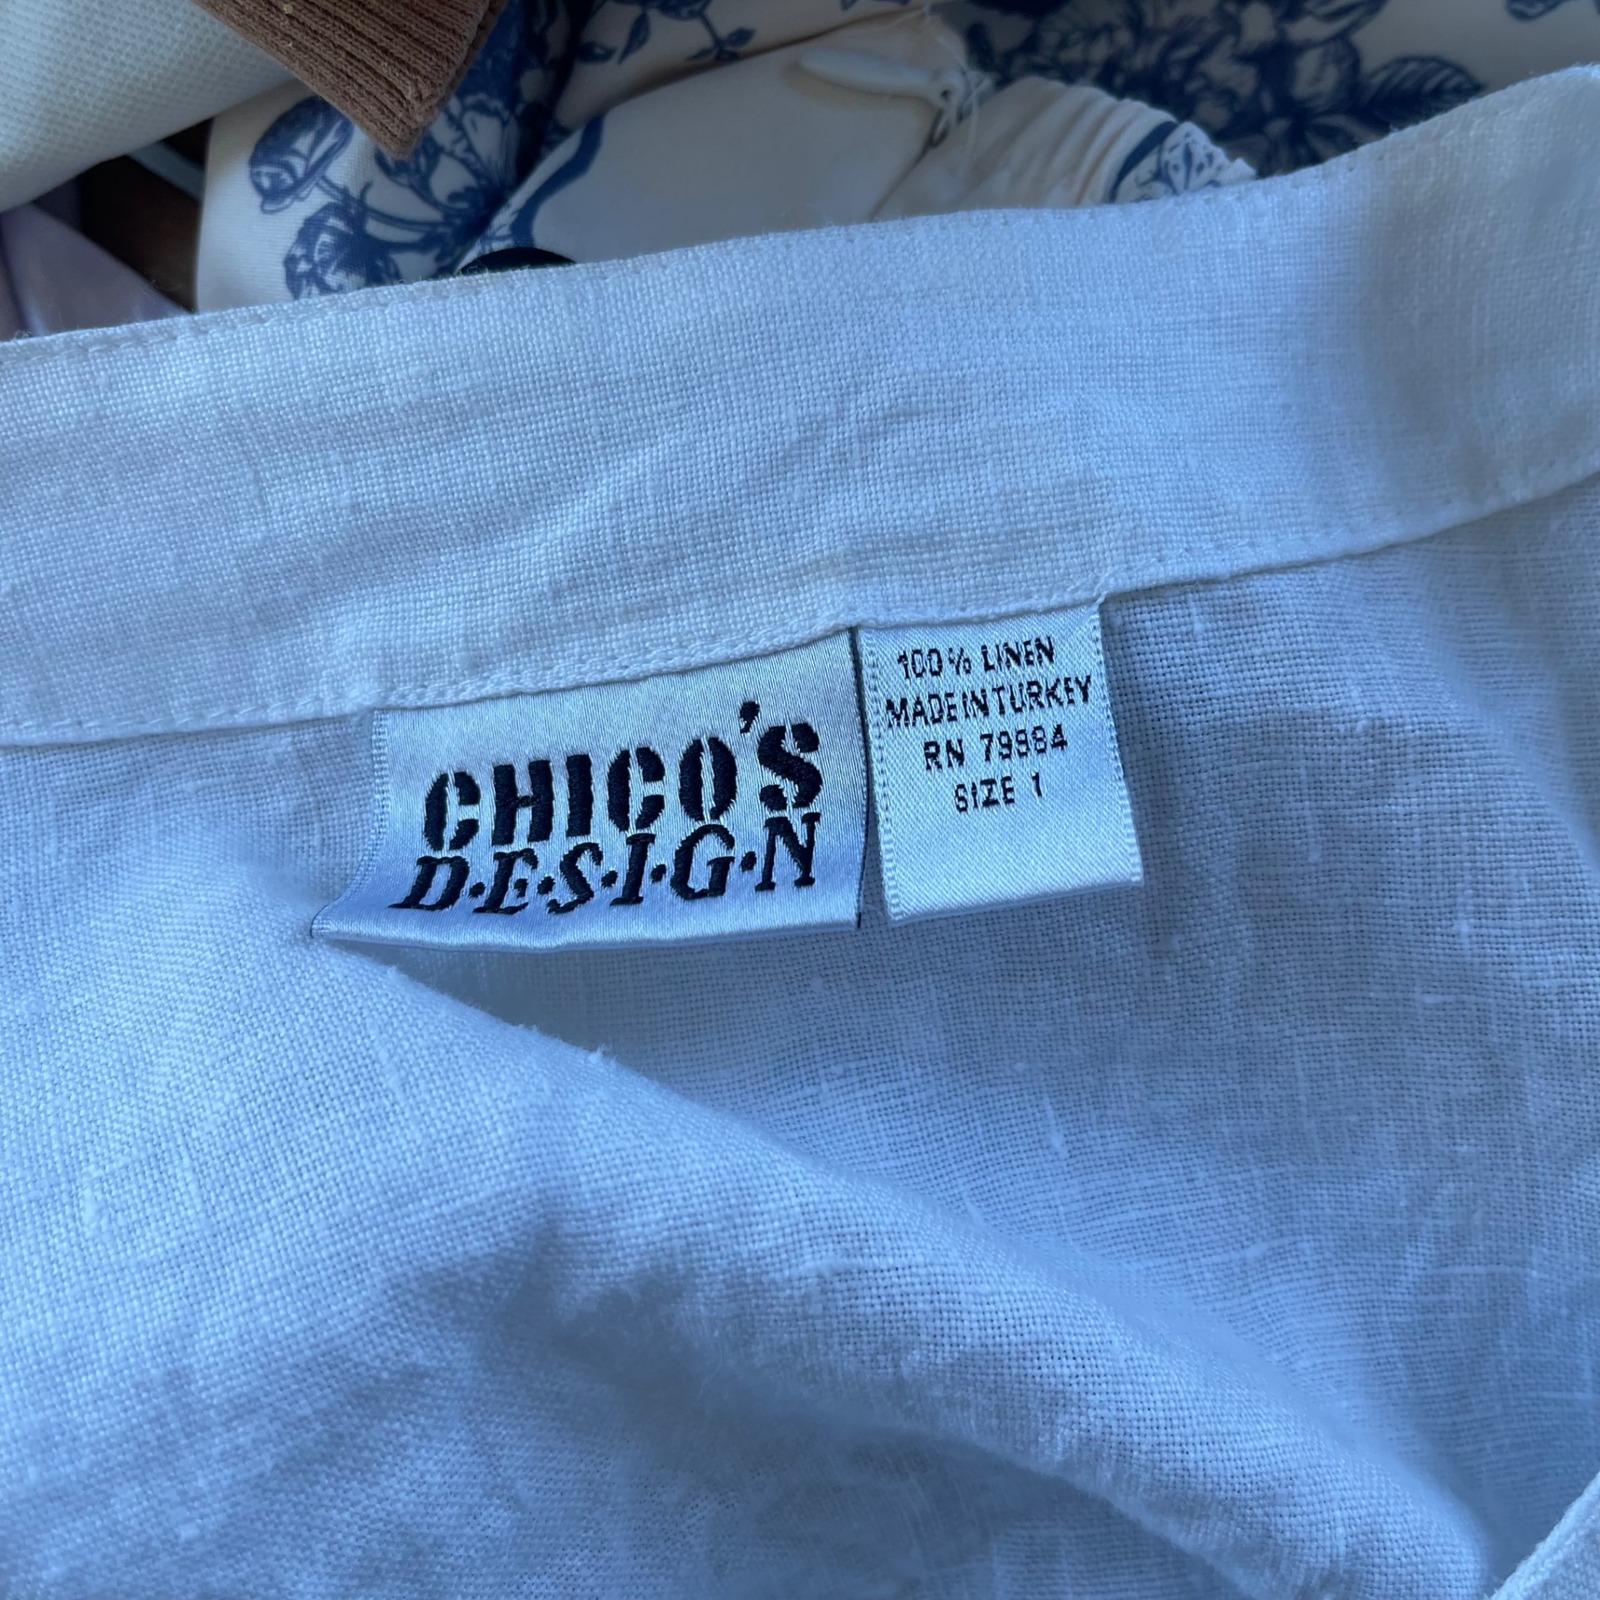 CHICO'S
D·E·S·I·G·N
100% LINEN
MADE IN TURKEY
RN 79984
SIZE 1